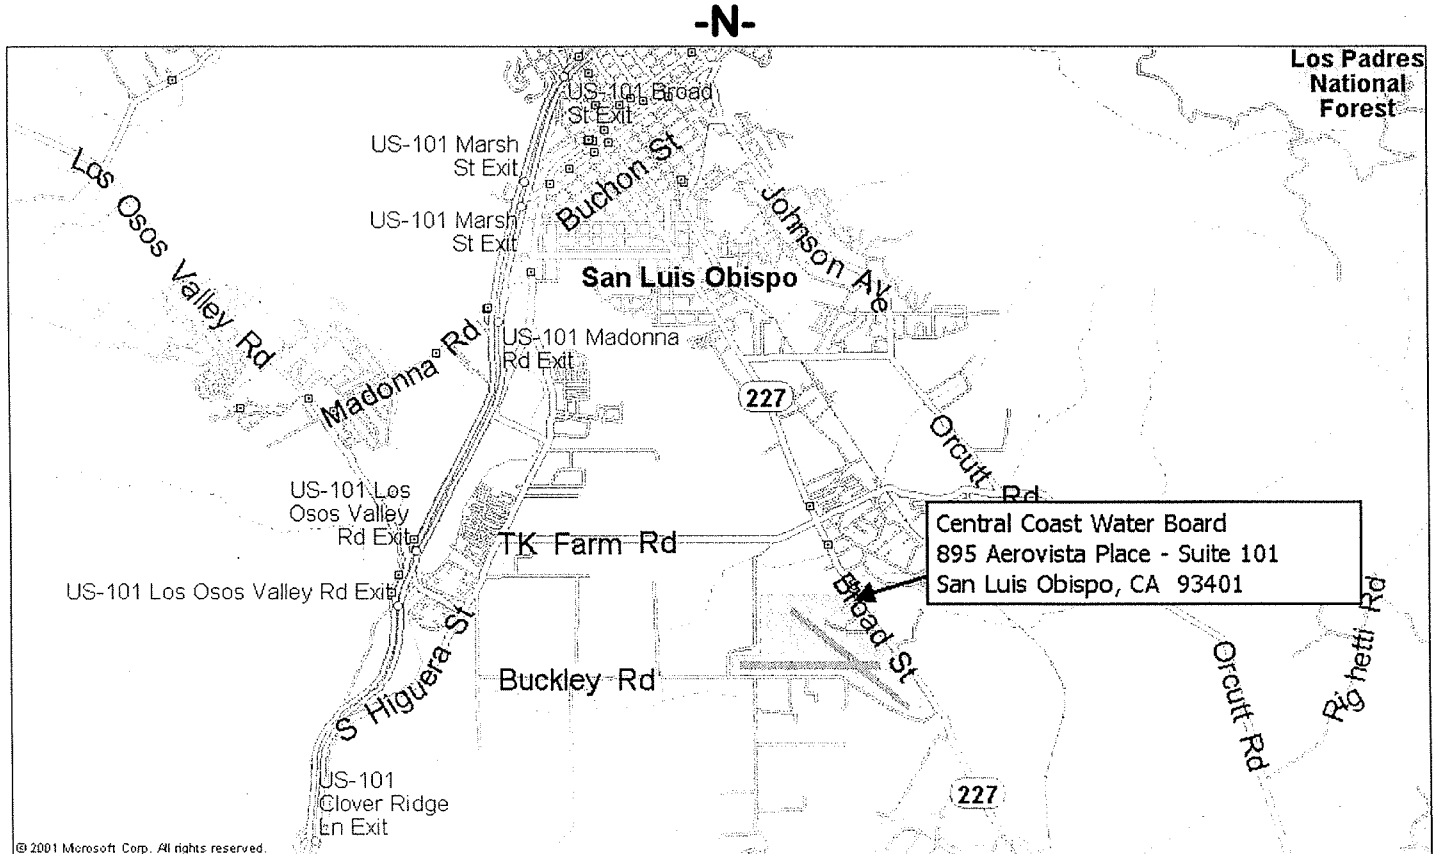 -N-
Los Padres
National
Forest
US-101 Broad
St Exit
US-101 Marsh
St Exit
Buchon St
Los Osos Valley Rd
Johnson Ave
US-101 Marsh
St Exit
San Luis Obispo
Madonna Rd
US-101 Madonna
Rd Exit
227
Orcutt Rd
US-101 Los
Osos Valley
Rd Exit
TK Farm Rd
Central Coast Water Board
895 Aerovista Place - Suite 101
San Luis Obispo, CA 93401
US-101 Los Osos Valley Rd Exit
Broad St
S Higuera St
Buckley Rd
Orcutt Rd
Righetti Rd
US-101
Clover Ridge
Ln Exit
227
© 2001 Microsoft Corp. All rights reserved.